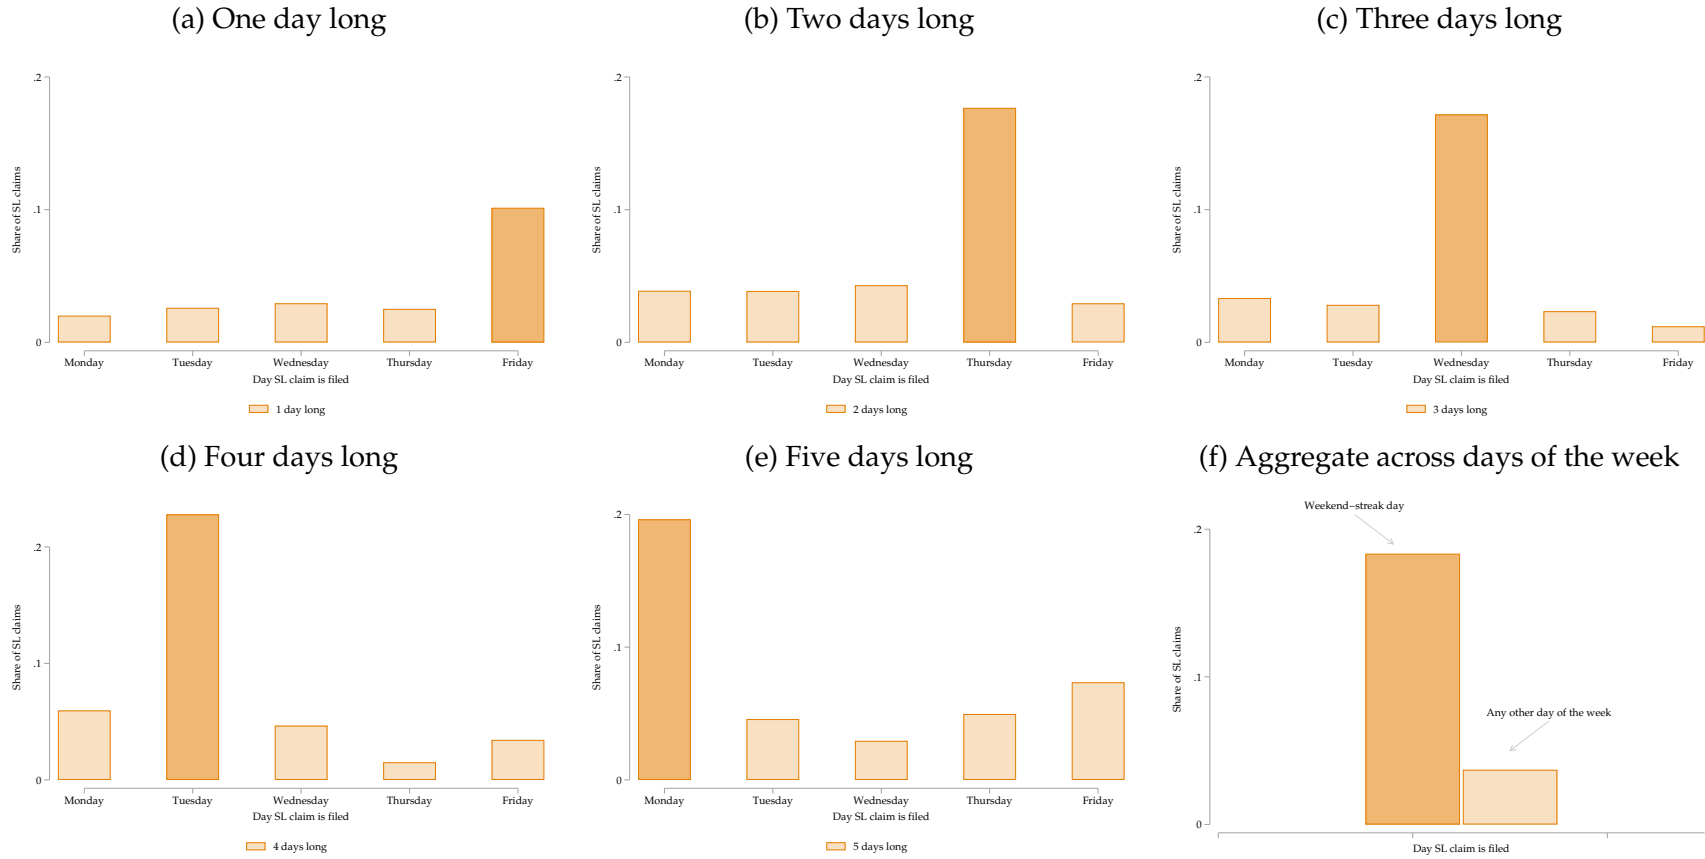 (a) One day long
.2
.1
0
Share of SL claims
Monday Tuesday Wednesday Thursday Friday
Day SL claim is filed
1 day long
(b) Two days long
.2
.1
0
Share of SL claims
Monday Tuesday Wednesday Thursday Friday
Day SL claim is filed
2 days long
(c) Three days long
.2
.1
0
Share of SL claims
Monday Tuesday Wednesday Thursday Friday
Day SL claim is filed
3 days long
(d) Four days long
.2
.1
0
Share of SL claims
Monday Tuesday Wednesday Thursday Friday
Day SL claim is filed
4 days long
(e) Five days long
.2
.1
0
Share of SL claims
Monday Tuesday Wednesday Thursday Friday
Day SL claim is filed
5 days long
(f) Aggregate across days of the week
Weekend−streak day
.2
.1
0
Share of SL claims
Any other day of the week
Day SL claim is filed